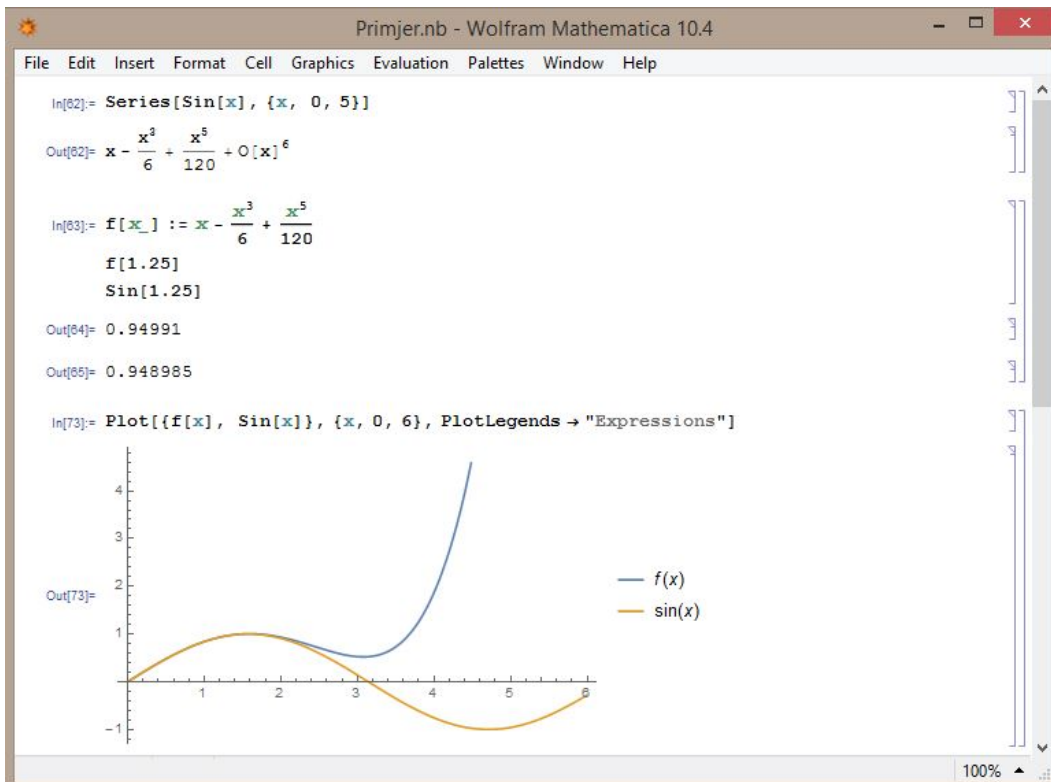 Primjer.nb - Wolfram Mathematica 10.4
File Edit Insert Format Cell Graphics Evaluation Palettes Window Help
In[62]:= Series[Sin[x], {x, 0, 5}]
Out[62]= x - x^3/6 + x^5/120 + O[x]^6
In[63]:= f[x_] := x - x^3/6 + x^5/120
f[1.25]
Sin[1.25]
Out[64]= 0.94991
Out[65]= 0.948985
In[73]:= Plot[{f[x], Sin[x]}, {x, 0, 6}, PlotLegends → "Expressions"]
4
3
2
1
-1
Out[73]=
1 2 3 4 5 6
f(x)
sin(x)
100%